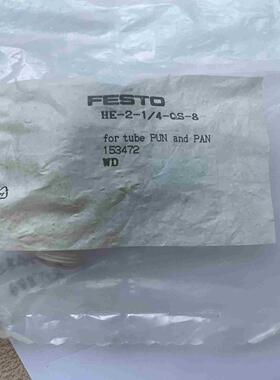 FESTO
HE-2-1/4-QS-8
for tube PUN and PAN
153472
WD